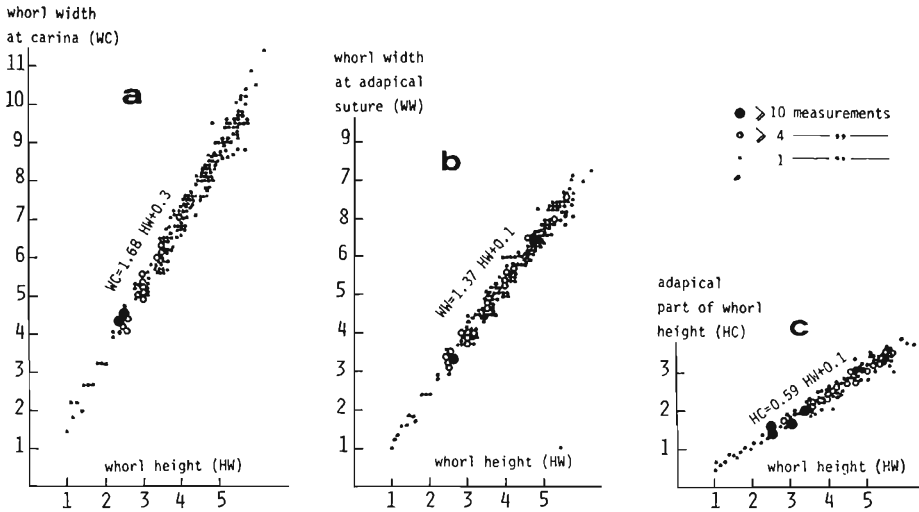 whorl width
at carina (WC)
11
10
9
8
7
6
5
4
3
2
1
a
WC=1.68 HW+0.3
whorl height (HW)
1 2 3 4 5
whorl width
at adapical
suture (WW)
9
7
8
6
5
4
3
2
1
b
WW=1.37 HW+0.1
whorl height (HW)
1 2 3 4 5
⩾ 10 measurements
⩾ 4 —— ,, ——
1 —— ,, ——
adapical
part of whorl
height (HC)
3
2
1
c
HC=0.59 HW+0.1
whorl height (HW)
1 2 3 4 5